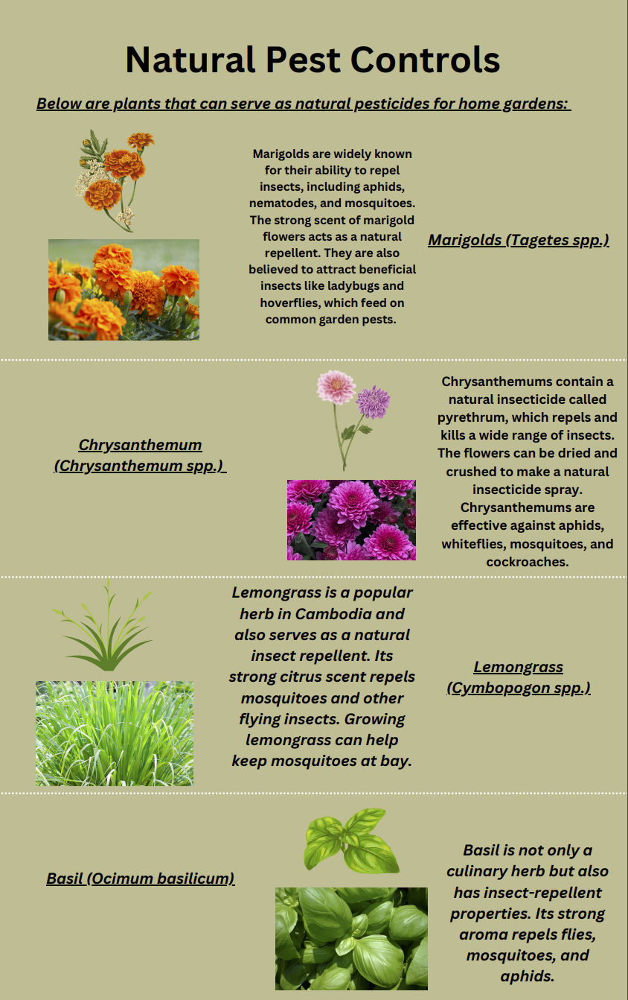 Natural Pest Controls
Below are plants that can serve as natural pesticides for home gardens:
Marigolds are widely known
for their ability to repel
insects, including aphids,
nematodes, and mosquitoes.
The strong scent of marigold
flowers acts as a natural
repellent. They are also
believed to attract beneficial
insects like ladybugs and
hoverflies, which feed on
common garden pests.
Marigolds (Tagetes spp.)
Chrysanthemum
(Chrysanthemum spp.)
Chrysanthemums contain a
natural insecticide called
pyrethrum, which repels and
kills a wide range of insects.
The flowers can be dried and
crushed to make a natural
insecticide spray.
Chrysanthemums are
effective against aphids,
whiteflies, mosquitoes, and
cockroaches.
Lemongrass is a popular
herb in Cambodia and
also serves as a natural
insect repellent. Its
strong citrus scent repels
mosquitoes and other
flying insects. Growing
lemongrass can help
keep mosquitoes at bay.
Lemongrass
(Cymbopogon spp.)
Basil (Ocimum basilicum)
Basil is not only a
culinary herb but also
has insect-repellent
properties. Its strong
aroma repels flies,
mosquitoes, and
aphids.